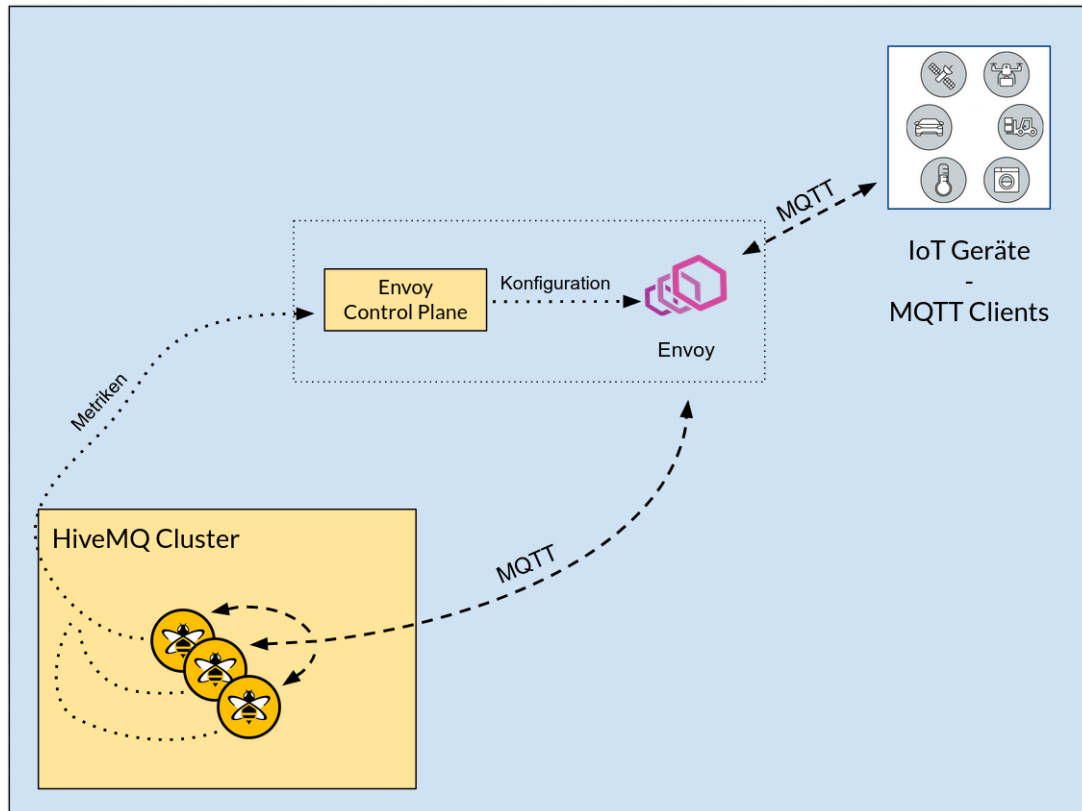 IoT Geräte
-
MQTT Clients
MQTT
Envoy
Control Plane
Konfiguration
Envoy
Metriken
HiveMQ Cluster
MQTT